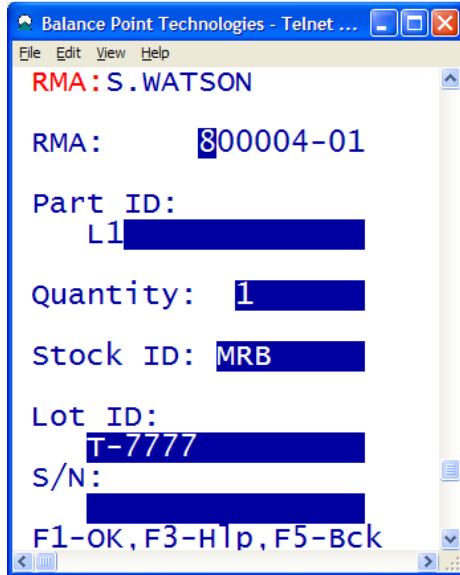 Balance Point Technologies - Telnet ...
File Edit View Help
RMA:S.WATSON
RMA: 800004-01
Part ID:
L1
Quantity: 1
Stock ID: MRB
Lot ID:
T-7777
S/N:
F1-OK,F3-Hlp,F5-Bck